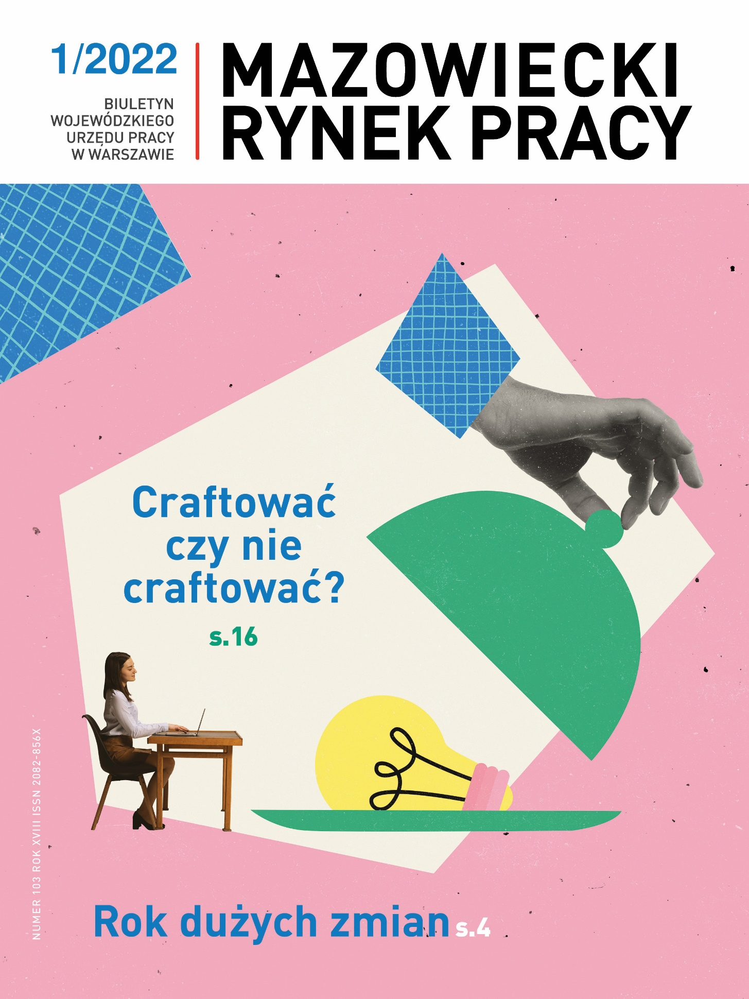 1/2022
BIULETYN
WOJEWÓDZKIEGO
URZĘDU PRACY
W WARSZAWIE
MAZOWIECKI
RYNEK PRACY
Craftować
czy nie
craftować?
s.16
NUMER 103 ROK XVIII ISSN 2082-856X
Rok dużych zmian s.4